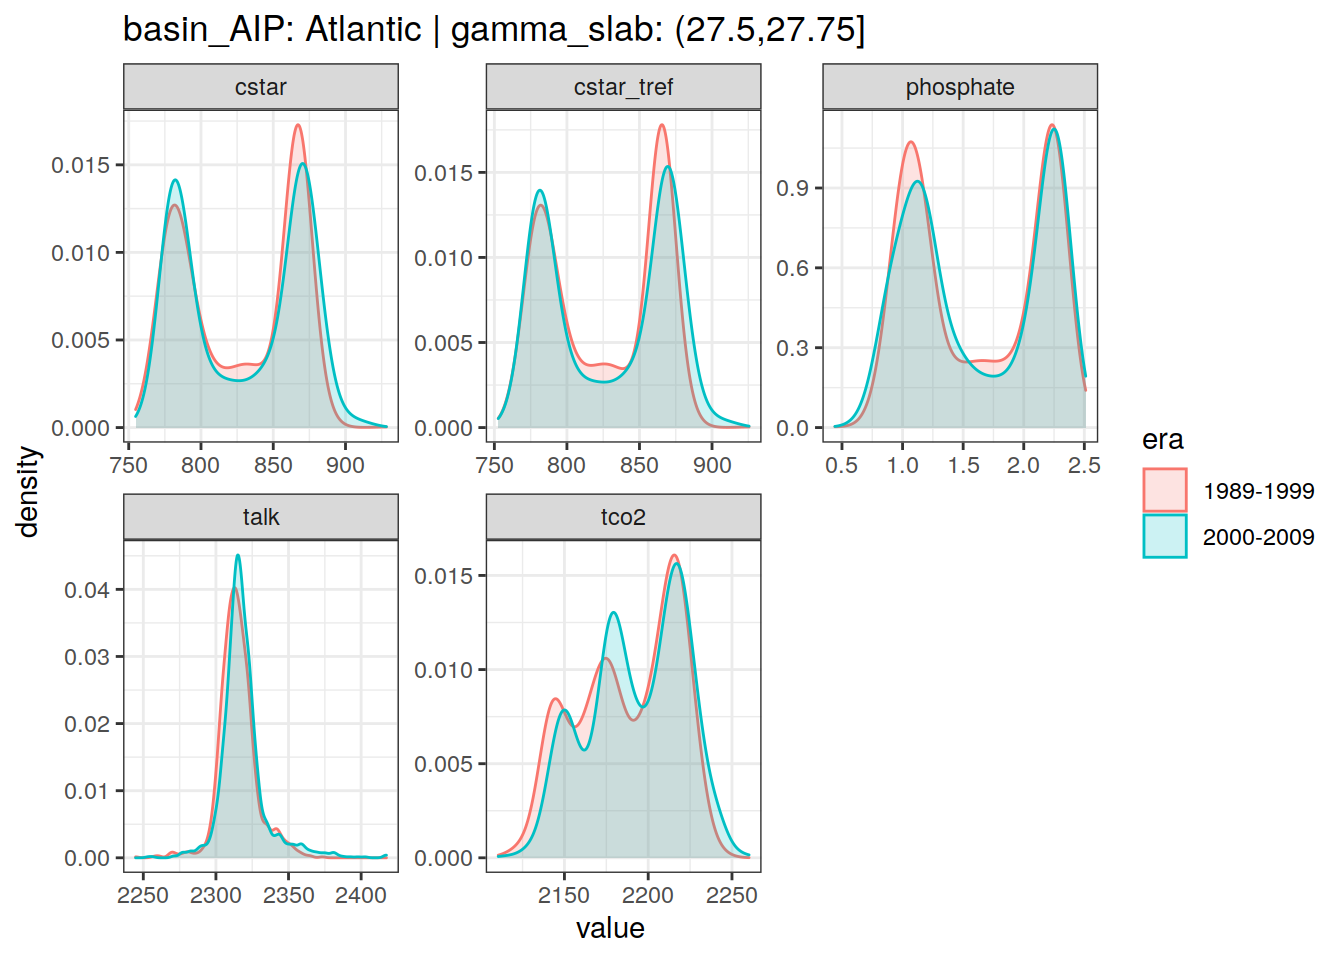 basin_AIP: Atlantic | gamma_slab: (27.5,27.75]
cstar
cstar_tref
phosphate
0.015
0.010
0.005
0.000
750 800 850 900
0.015
0.010
0.005
0.000
750 800 850 900
0.9
0.6
0.3
0.0
0.5 1.0 1.5 2.0 2.5
density
talk
tco2
0.04
0.03
0.02
0.01
0.00
2250 2300 2350 2400
0.015
0.010
0.005
0.000
2150 2200 2250
value
era
1989-1999
2000-2009